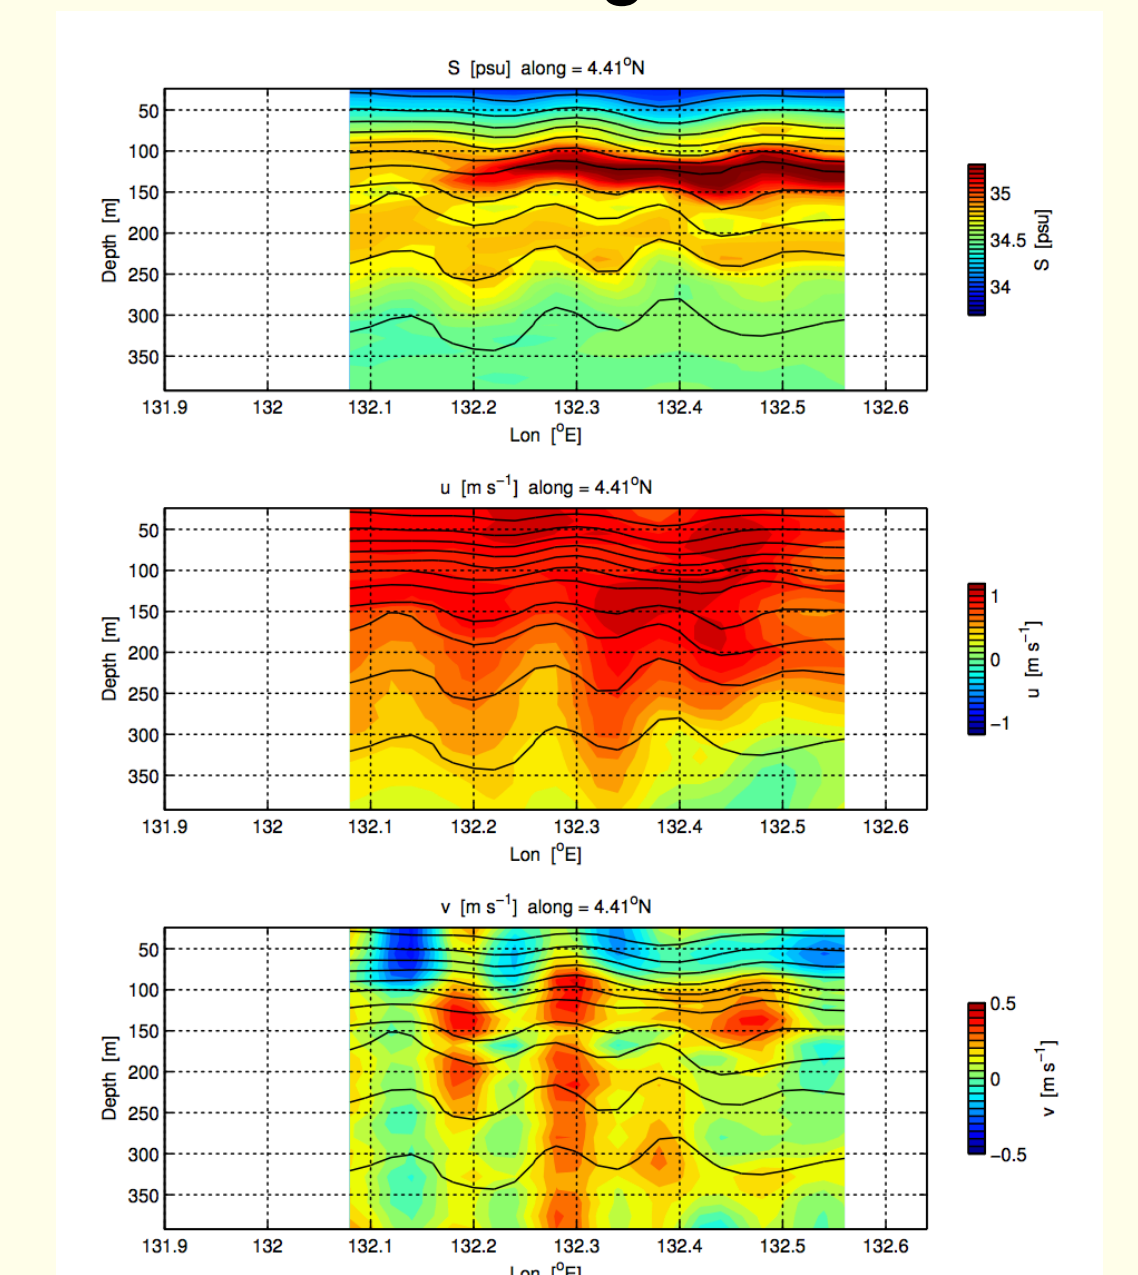 S [psu] along = 4.41°N
50
100
150
200
250
300
350
Depth [m]
131.9 132 132.1 132.2 132.3 132.4 132.5 132.6
Lon [°E]
35
34.5
34
S [psu]
u [m s⁻¹] along = 4.41°N
50
100
150
200
250
300
350
Depth [m]
131.9 132 132.1 132.2 132.3 132.4 132.5 132.6
Lon [°E]
1
0
−1
u [m s⁻¹]
v [m s⁻¹] along = 4.41°N
50
100
150
200
250
300
350
Depth [m]
131.9 132 132.1 132.2 132.3 132.4 132.5 132.6
Lon [°E]
0.5
0
−0.5
v [m s⁻¹]